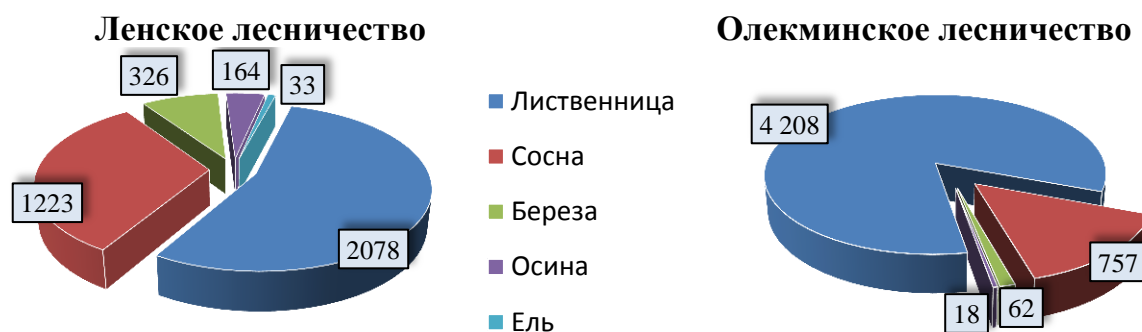 Ленское лесничество
326
164
33
1223
2078
Лиственница
Сосна
Береза
Осина
Ель
Олекминское лесничество
4 208
757
18
62